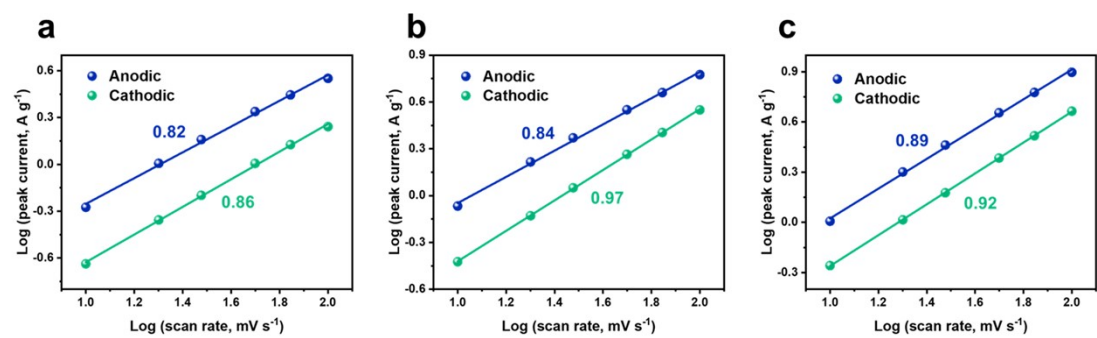 a
0.6
0.3
0.0
-0.3
-0.6
Log (peak current, A g⁻¹)
Anodic
Cathodic
0.82
0.86
1.0 1.2 1.4 1.6 1.8 2.0
Log (scan rate, mV s⁻¹)
b
0.9
0.6
0.3
0.0
-0.3
-0.6
Log (peak current, A g⁻¹)
Anodic
Cathodic
0.84
0.97
1.0 1.2 1.4 1.6 1.8 2.0
Log (scan rate, mV s⁻¹)
c
0.9
0.6
0.3
0.0
-0.3
Log (peak current, A g⁻¹)
Anodic
Cathodic
0.89
0.92
1.0 1.2 1.4 1.6 1.8 2.0
Log (scan rate, mV s⁻¹)